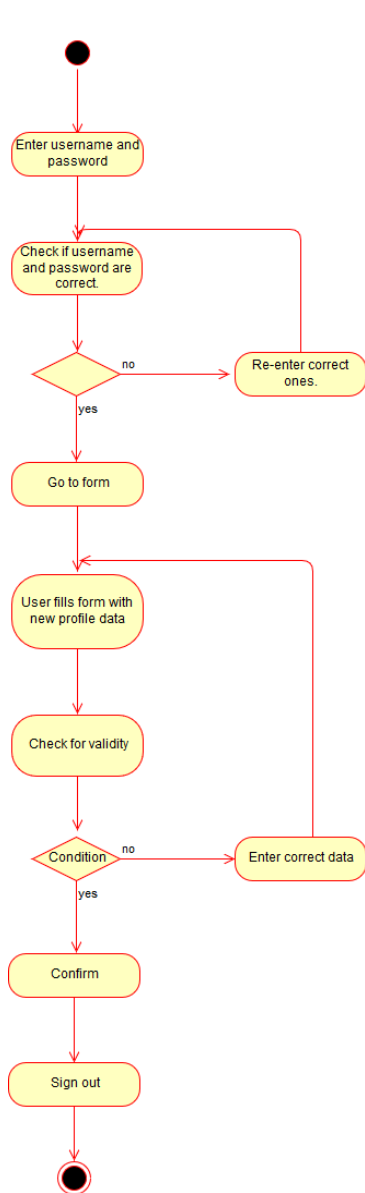 Enter username and
password
Check if username
and password are
correct.
no
Re-enter correct
ones.
yes
Go to form
User fills form with
new profile data
Check for validity
Condition
no
Enter correct data
yes
Confirm
Sign out